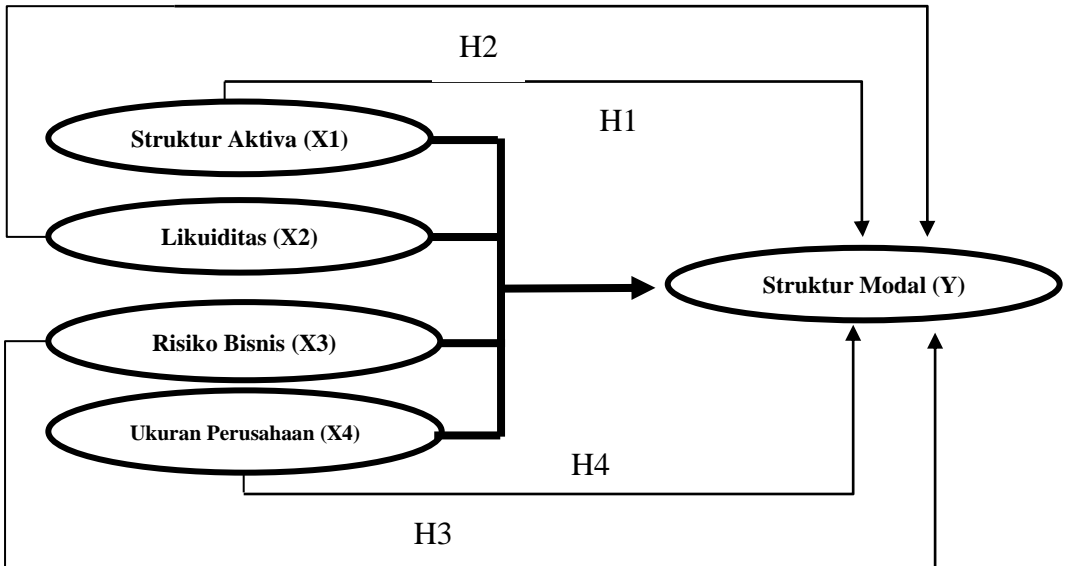 H2
H1
Struktur Aktiva (X1)
Likuiditas (X2)
Struktur Modal (Y)
Risiko Bisnis (X3)
Ukuran Perusahaan (X4)
H4
H3